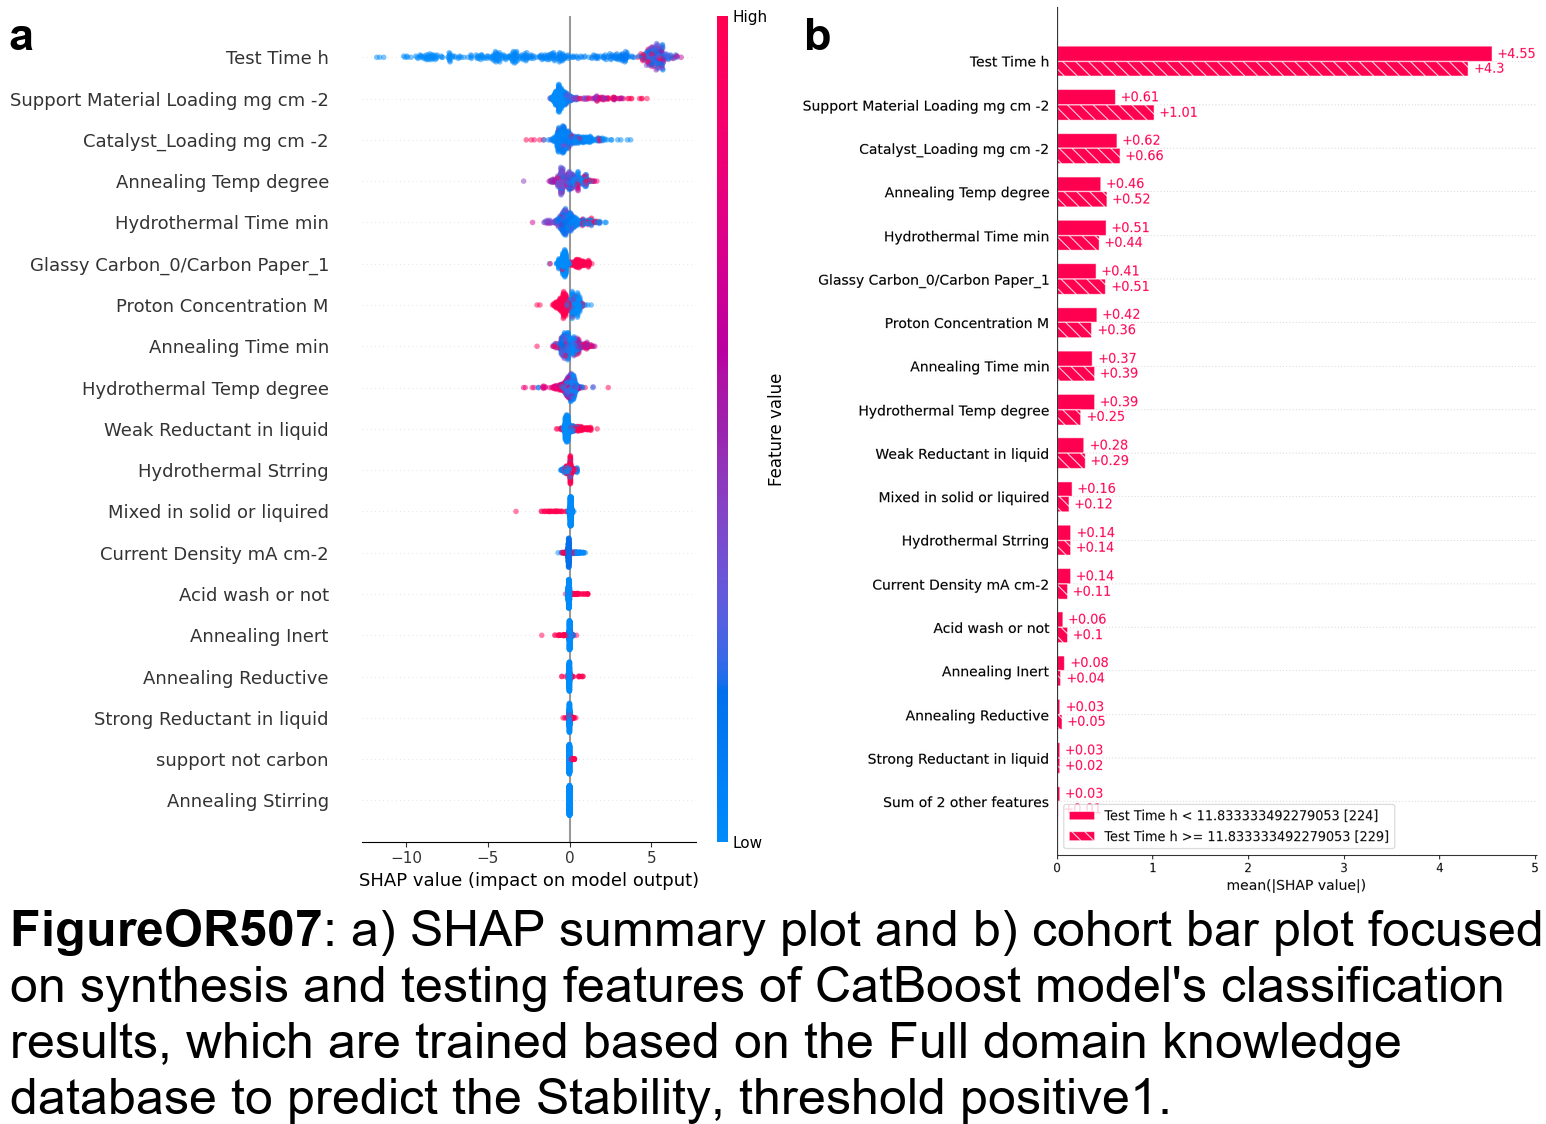 a
High
Test Time h
Support Material Loading mg cm -2
Catalyst_Loading mg cm -2
Annealing Temp degree
Hydrothermal Time min
Glassy Carbon_0/Carbon Paper_1
Proton Concentration M
Annealing Time min
Hydrothermal Temp degree
Weak Reductant in liquid
Hydrothermal Strring
Mixed in solid or liquired
Current Density mA cm-2
Acid wash or not
Annealing Inert
Annealing Reductive
Strong Reductant in liquid
support not carbon
Annealing Stirring
Feature value
Low
−10 −5 0 5
SHAP value (impact on model output)
b
Test Time h +4.55
+4.3
Support Material Loading mg cm -2 +0.61
+1.01
Catalyst_Loading mg cm -2 +0.62
+0.66
Annealing Temp degree +0.46
+0.52
Hydrothermal Time min +0.51
+0.44
Glassy Carbon_0/Carbon Paper_1 +0.41
+0.51
Proton Concentration M +0.42
+0.36
Annealing Time min +0.37
+0.39
Hydrothermal Temp degree +0.39
+0.25
Weak Reductant in liquid +0.28
+0.29
Mixed in solid or liquired +0.16
+0.12
Hydrothermal Strring +0.14
+0.14
Current Density mA cm-2 +0.14
+0.11
Acid wash or not +0.06
+0.1
Annealing Inert +0.08
+0.04
Annealing Reductive +0.03
+0.05
Strong Reductant in liquid +0.03
+0.02
Sum of 2 other features +0.03
Test Time h < 11.833333492279053 [224]
Test Time h >= 11.833333492279053 [229]
0 1 2 3 4 5
mean(|SHAP value|)
FigureOR507: a) SHAP summary plot and b) cohort bar plot focused
on synthesis and testing features of CatBoost model's classification
results, which are trained based on the Full domain knowledge
database to predict the Stability, threshold positive1.